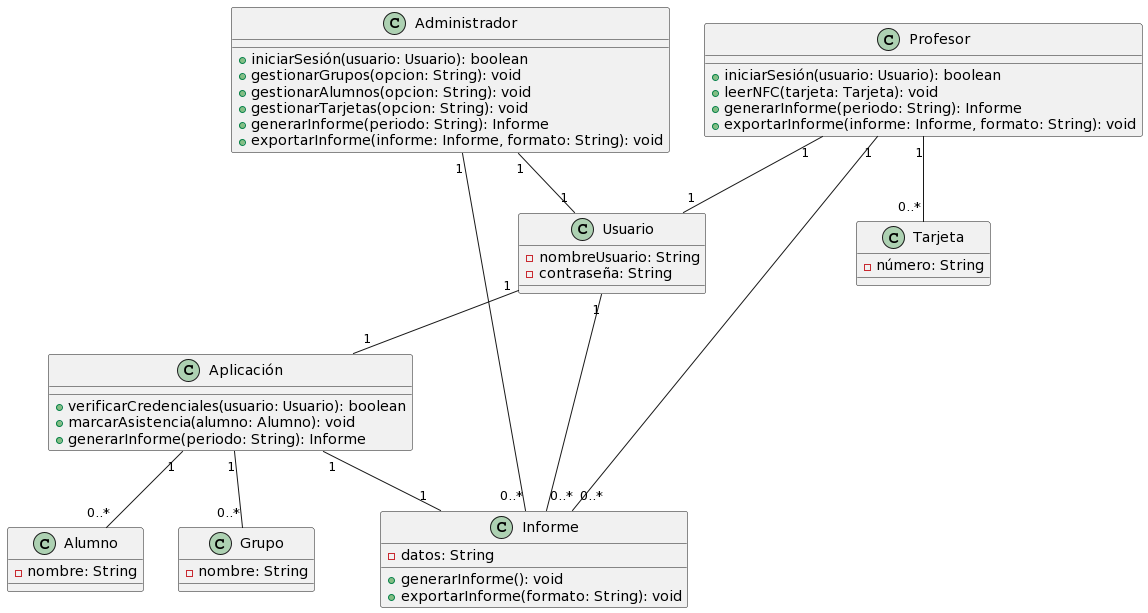 C Administrador
iniciarSesión(usuario: Usuario): boolean
gestionarGrupos(opcion: String): void
gestionarAlumnos(opcion: String): void
gestionarTarjetas(opcion: String): void
generarInforme(periodo: String): Informe
exportarInforme(informe: Informe, formato: String): void
C Profesor
iniciarSesión(usuario: Usuario): boolean
leerNFC(tarjeta: Tarjeta): void
generarInforme(periodo: String): Informe
exportarInforme(informe: Informe, formato: String): void
1
1
1
1
1
1
1
0..*
C Usuario
nombreUsuario: String
contraseña: String
C Tarjeta
número: String
1
1
1
C Aplicación
verificarCredenciales(usuario: Usuario): boolean
marcarAsistencia(alumno: Alumno): void
generarInforme(periodo: String): Informe
1
1
1
0..*
0..*
1
0..*
0..*
0..*
C Alumno
nombre: String
C Grupo
nombre: String
C Informe
datos: String
generarInforme(): void
exportarInforme(formato: String): void